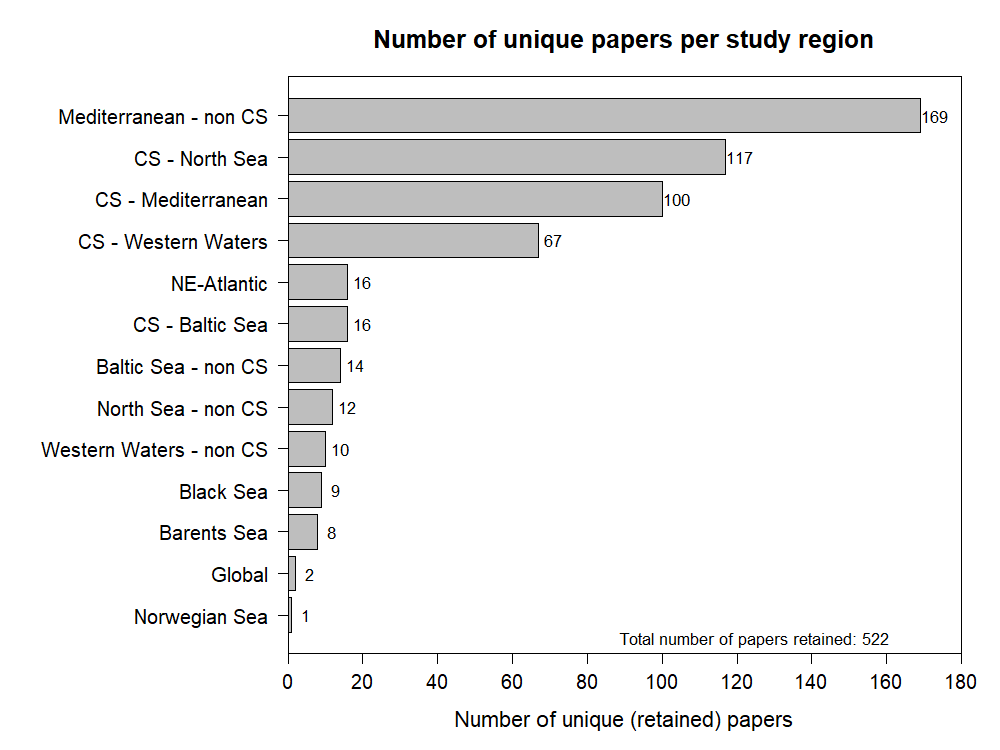 Number of unique papers per study region
Mediterranean - non CS 169
CS - North Sea 117
CS - Mediterranean 100
CS - Western Waters 67
NE-Atlantic 16
CS - Baltic Sea 16
Baltic Sea - non CS 14
North Sea - non CS 12
Western Waters - non CS 10
Black Sea 9
Barents Sea 8
Global 2
Norwegian Sea 1
Total number of papers retained: 522
0 20 40 60 80 100 120 140 160 180
Number of unique (retained) papers